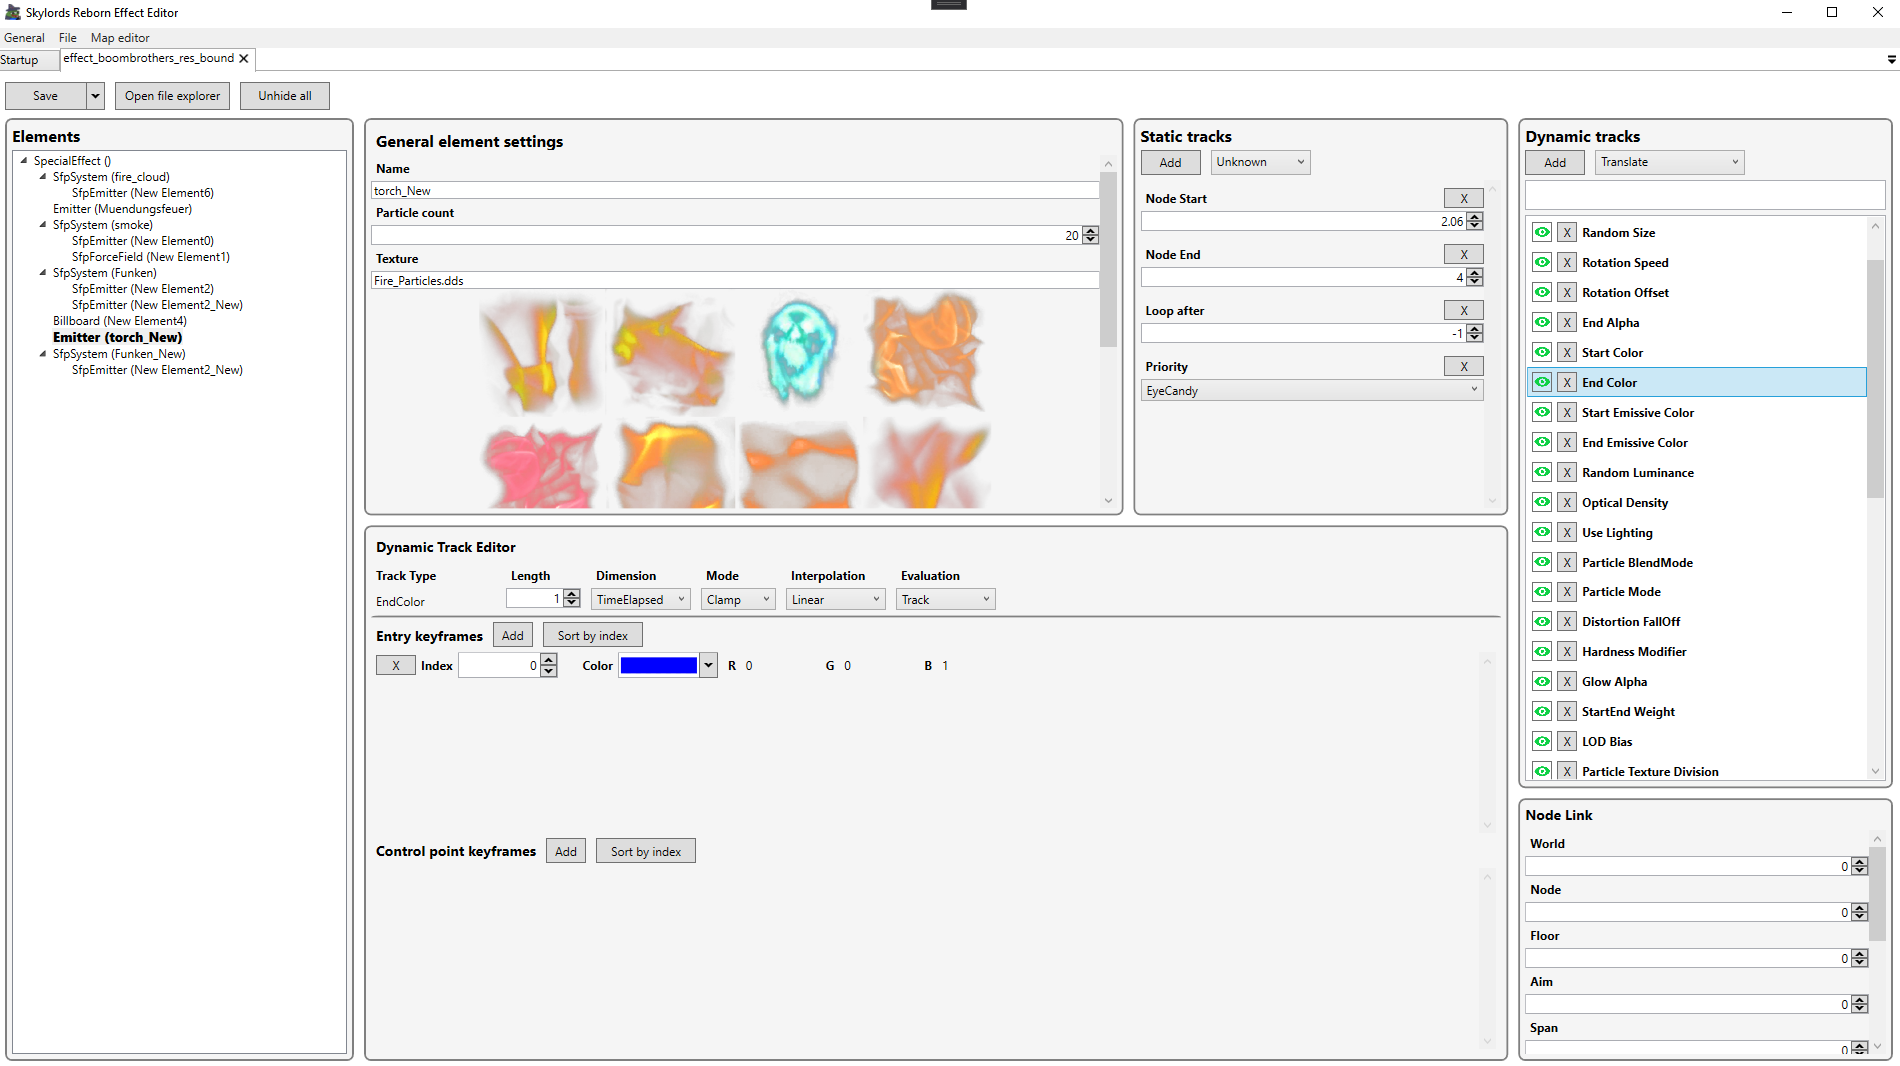 Skylords Reborn Effect Editor
General File Map editor
Startup effect_boombrothers_res_bound
Save Open file explorer Unhide all
Elements
SpecialEffect ()
SfpSystem (fire_cloud)
SfpEmitter (New Element6)
Emitter (Muendungsfeuer)
SfpSystem (smoke)
SfpEmitter (New Element0)
SfpForceField (New Element1)
SfpSystem (Funken)
SfpEmitter (New Element2)
SfpEmitter (New Element2_New)
Billboard (New Element4)
Emitter (torch_New)
SfpSystem (Funken_New)
SfpEmitter (New Element2_New)
General element settings
Name
torch_New
Particle count
20
Texture
Fire_Particles.dds
Static tracks
Add Unknown
Node Start X
2.06
Node End X
4
Loop after X
-1
Priority X
EyeCandy
Dynamic tracks
Add Translate
X Random Size
X Rotation Speed
X Rotation Offset
X End Alpha
X Start Color
X End Color
X Start Emissive Color
X End Emissive Color
X Random Luminance
X Optical Density
X Use Lighting
X Particle BlendMode
X Particle Mode
X Distortion FallOff
X Hardness Modifier
X Glow Alpha
X StartEnd Weight
X LOD Bias
X Particle Texture Division
Dynamic Track Editor
Track Type Length Dimension Mode Interpolation Evaluation
EndColor 1 TimeElapsed Clamp Linear Track
Entry keyframes Add Sort by index
X Index 0 Color R 0 G 0 B 1
Control point keyframes Add Sort by index
Node Link
World
0
Node
0
Floor
0
Aim
0
Span
0